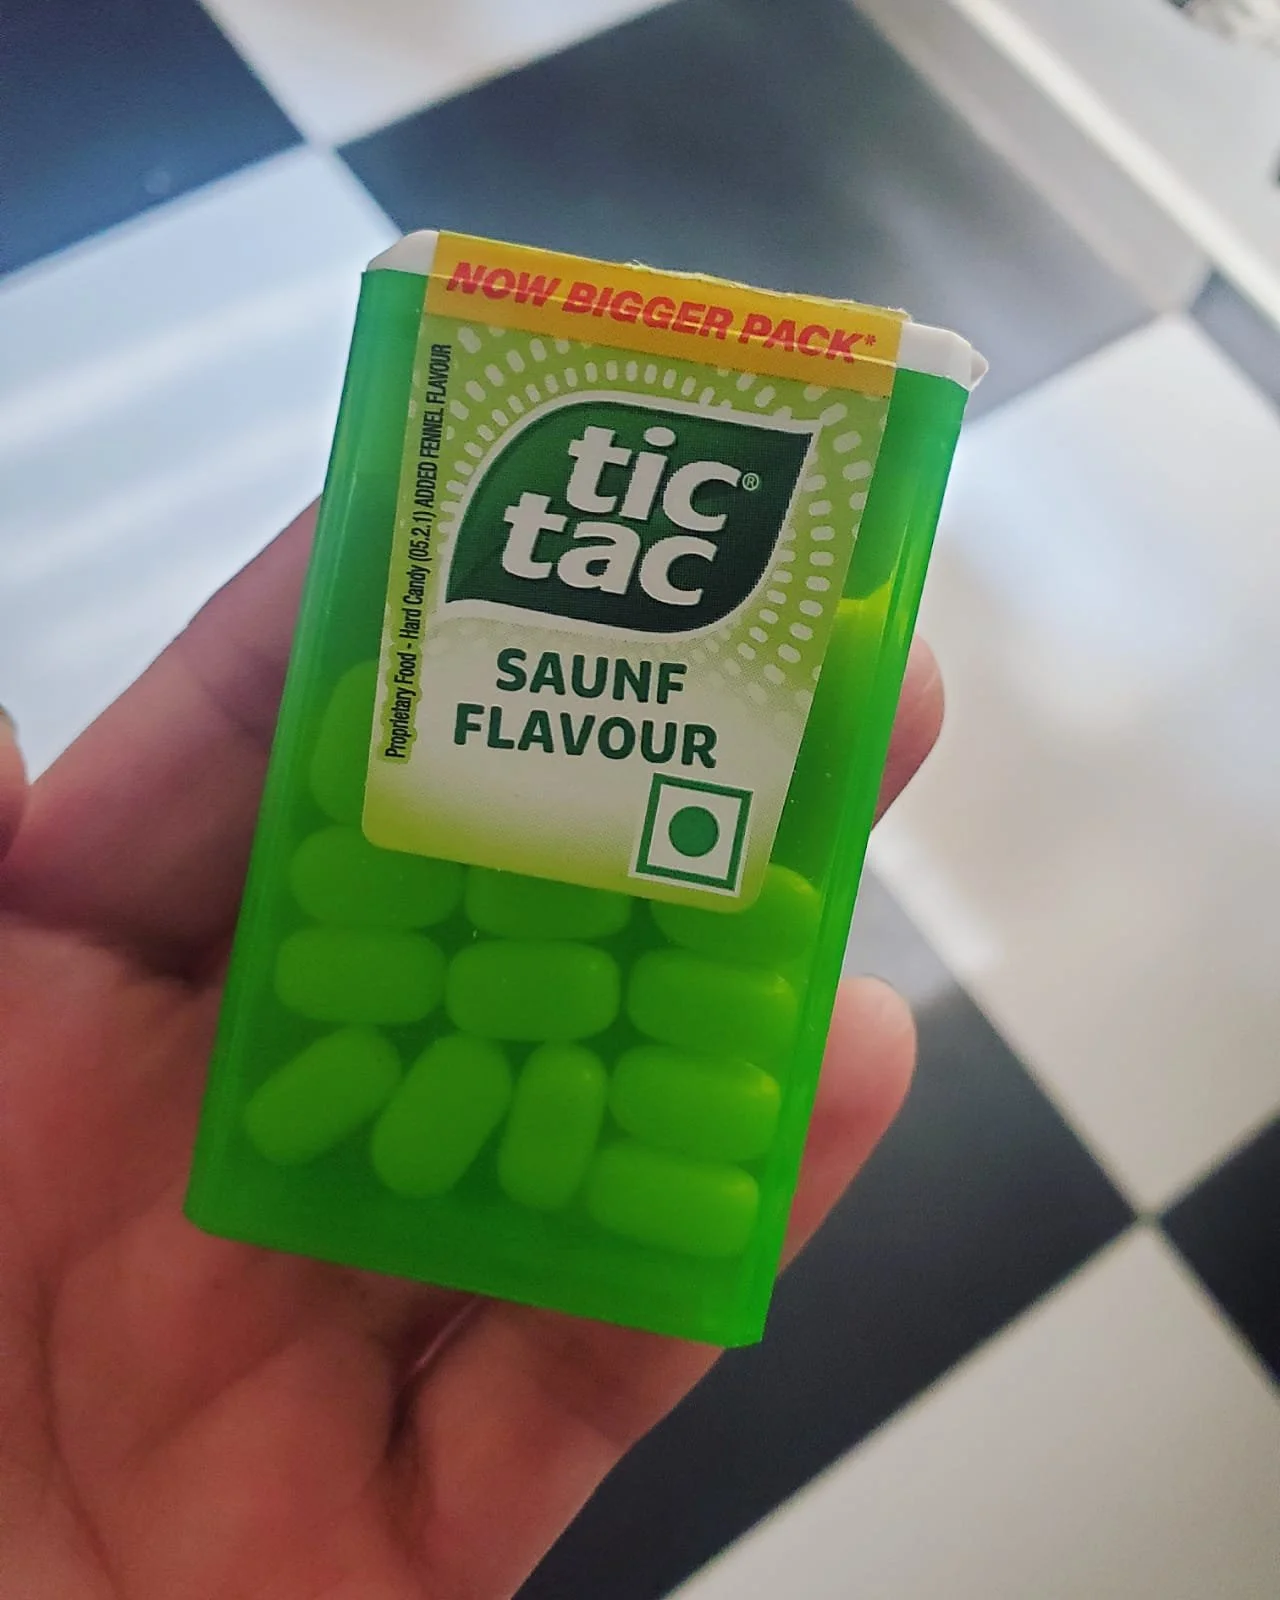 NOW BIGGER PACK*
tic®
tac
SAUNF
FLAVOUR
Proprietary Food - Hard Candy (05.2.1) ADDED FENNEL FLAVOUR